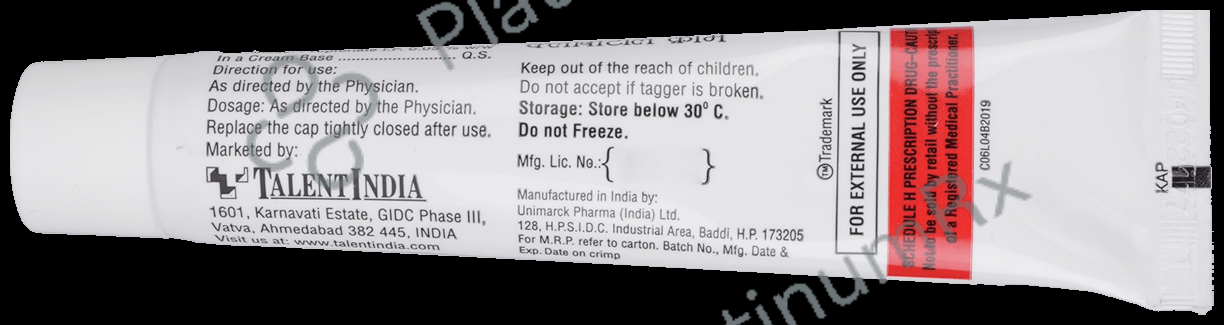 In a Cream Base .......................... Q.S.
Direction for use:
As directed by the Physician.
Dosage: As directed by the Physician.
Replace the cap tightly closed after use.
Marketed by:
TALENTINDIA
1601, Karnavati Estate, GIDC Phase III,
Vatva, Ahmedabad 382 445, INDIA
Visit us at: www.talentindia.com
Keep out of the reach of children.
Do not accept if tagger is broken.
Storage: Store below 30° C.
Do not Freeze.
Mfg. Lic. No.:{ }
Manufactured in India by:
Unimarck Pharma (India) Ltd.
128, H.P.S.I.D.C. Industrial Area, Baddi, H.P. 173205
For M.R.P. refer to carton. Batch No., Mfg. Date &
Exp. Date on crimp
TM Trademark
FOR EXTERNAL USE ONLY
SCHEDULE H PRESCRIPTION DRUG-CAUT
Not to be sold by retail without the prescrip
of a Registered Medical Practitioner.
C06L04B2019
KAP